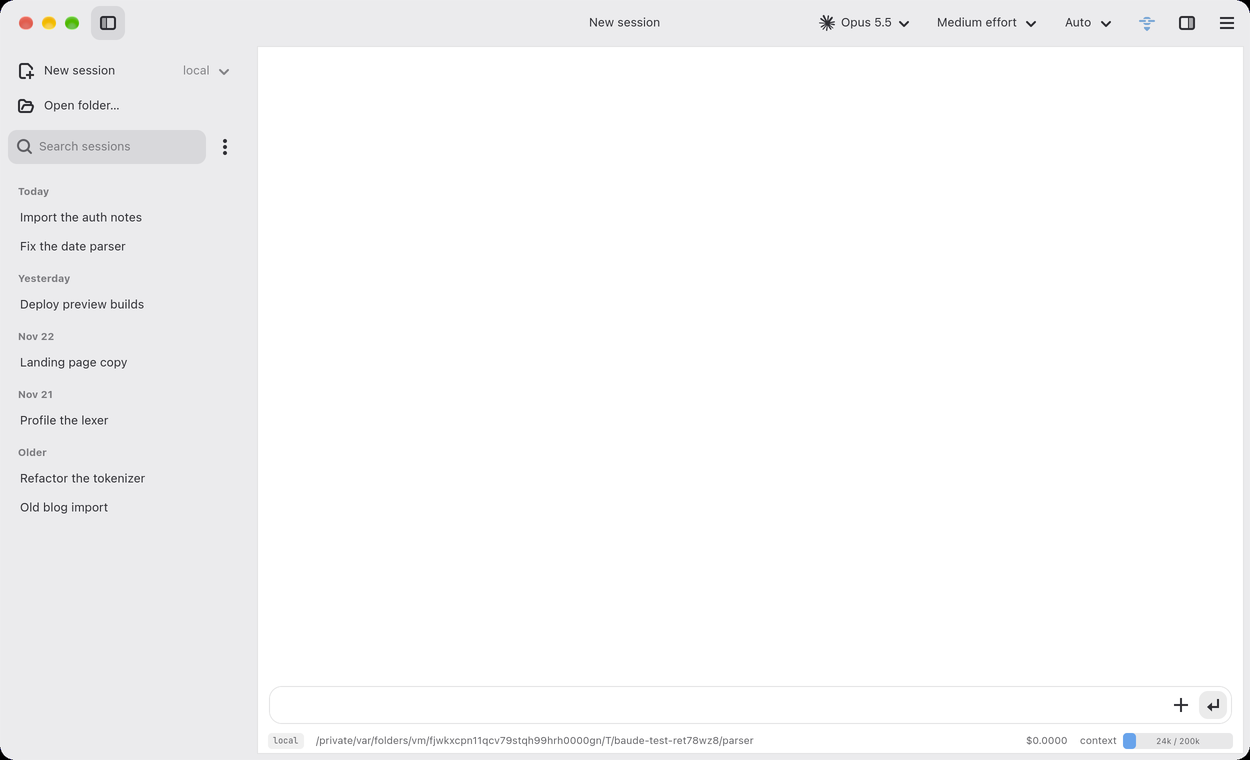 New session
Opus 5.5
Medium effort
Auto
New session
local
Open folder...
Search sessions
Today
Import the auth notes
Fix the date parser
Yesterday
Deploy preview builds
Nov 22
Landing page copy
Nov 21
Profile the lexer
Older
Refactor the tokenizer
Old blog import
local /private/var/folders/vm/fjwkxcpn11qcv79stqh99hrh0000gn/T/baude-test-ret78wz8/parser $0.0000 context 24k / 200k